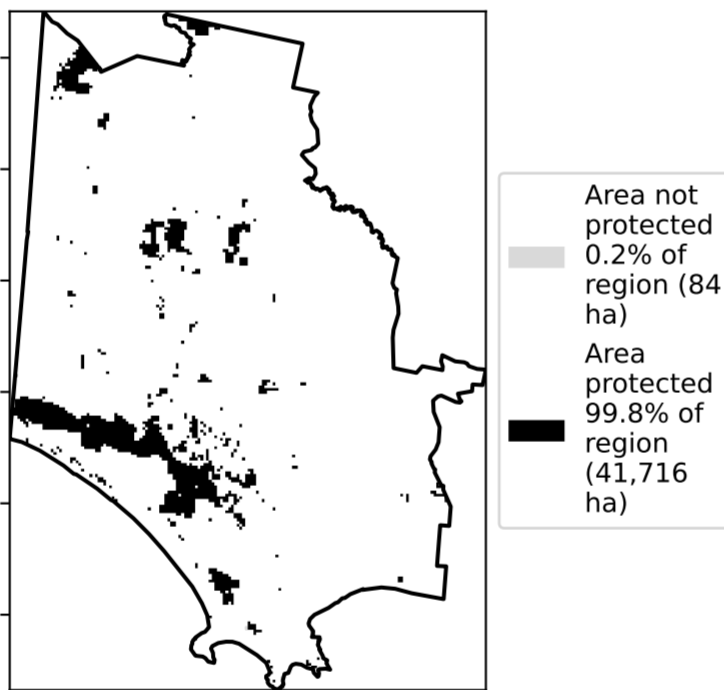 Area not
protected
0.2% of
region (84
ha)
Area
protected
99.8% of
region
(41,716
ha)